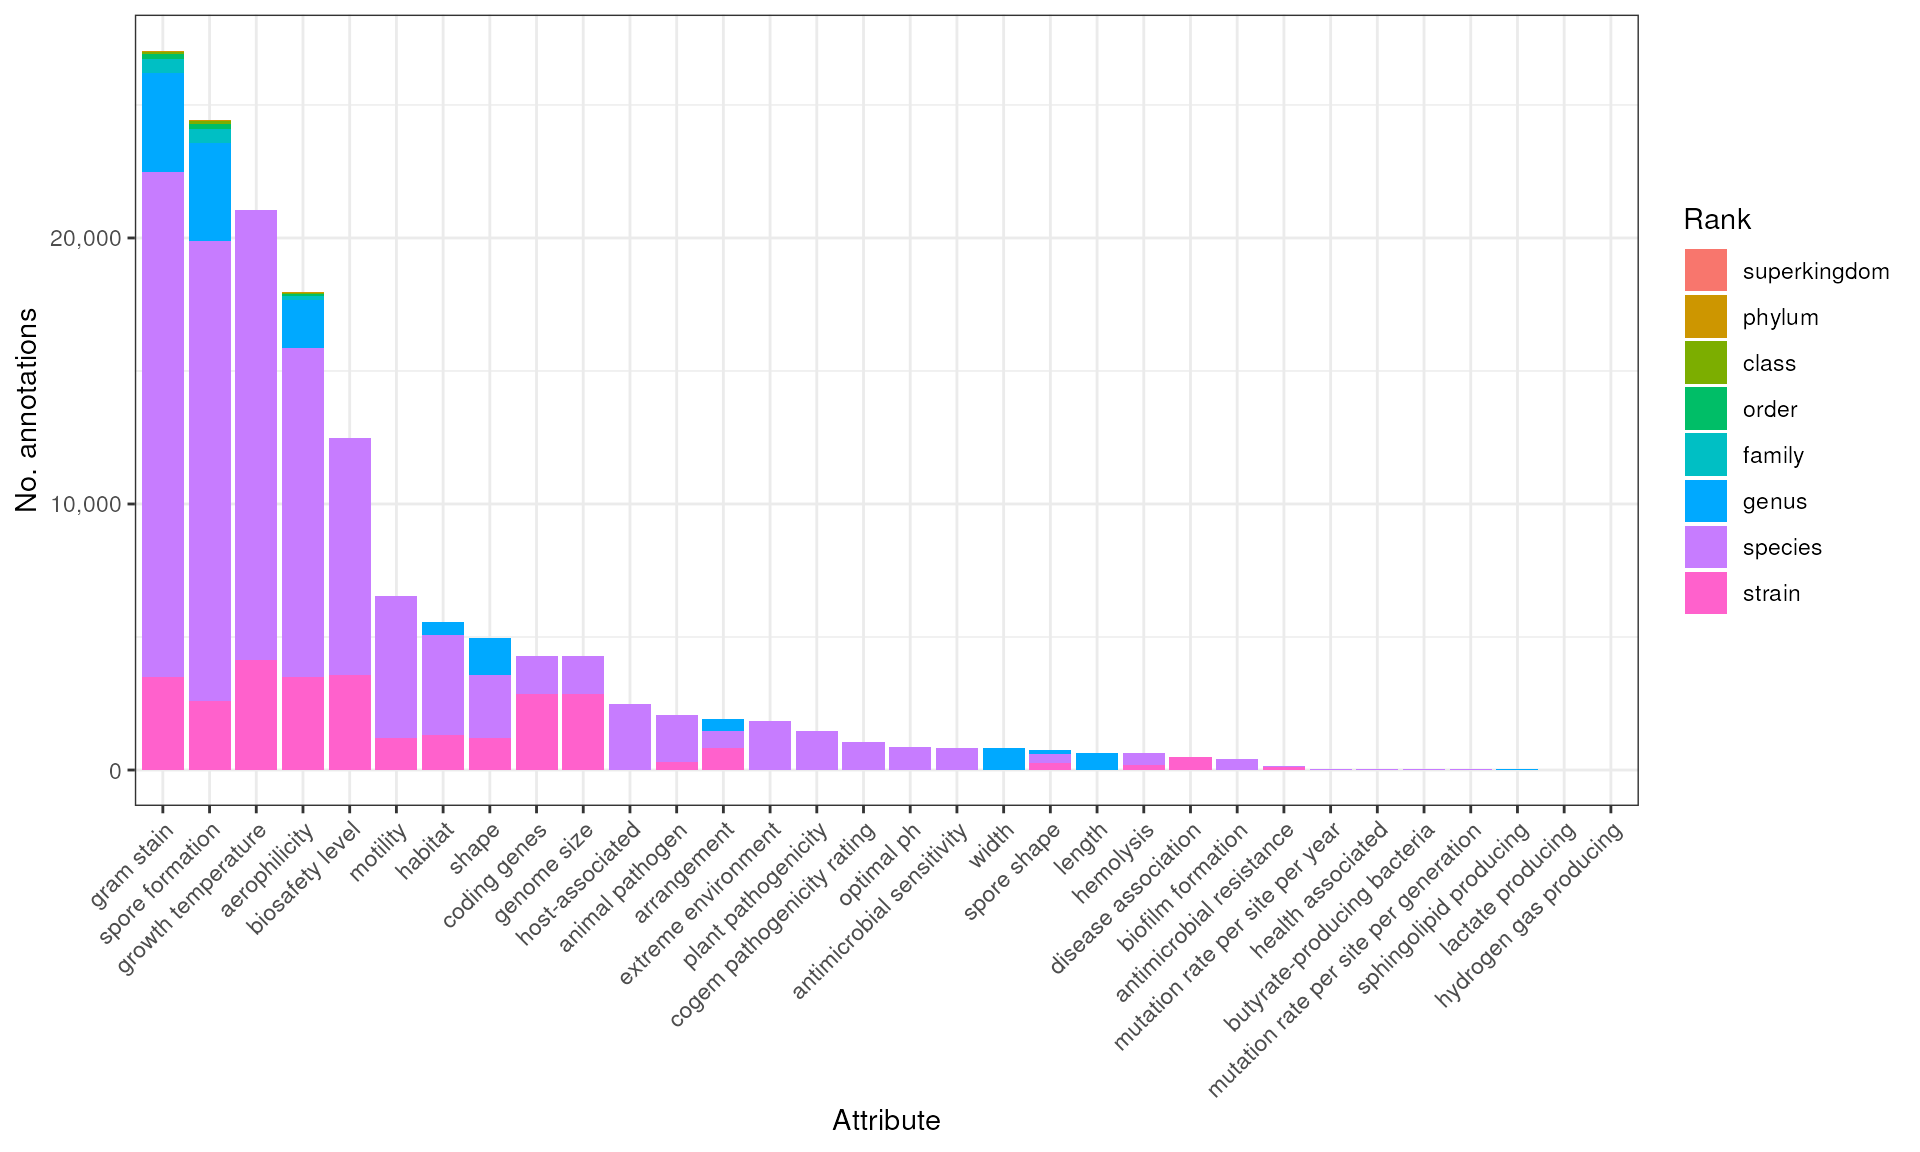 No. annotations
20,000
10,000
0
gram stain
spore formation
growth temperature
aerophilicity
biosafety level
motility
habitat
shape
coding genes
genome size
host-associated
animal pathogen
arrangement
extreme environment
plant pathogenicity
cogem pathogenicity rating
optimal ph
antimicrobial sensitivity
width
spore shape
length
hemolysis
disease association
biofilm formation
antimicrobial resistance
mutation rate per site per year
health associated
butyrate-producing bacteria
mutation rate per site per generation
sphingolipid producing
lactate producing
hydrogen gas producing
Attribute
Rank
superkingdom
phylum
class
order
family
genus
species
strain